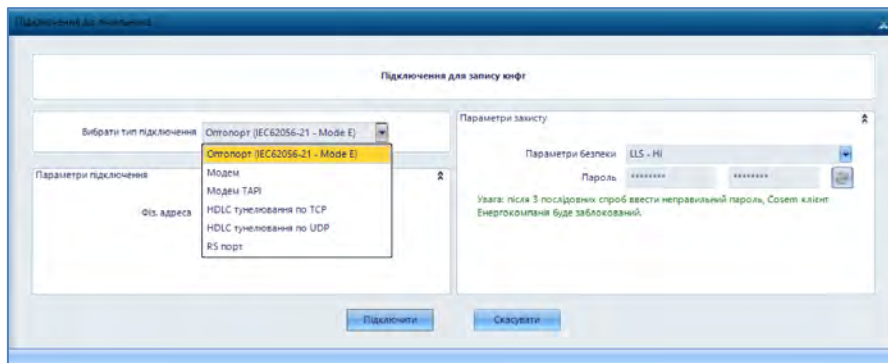 Підключення до лічильника
Підключення для запису кнфг
Вибрати тип підключення Оптопорт (IEC62056-21 - Mode E)
Оптопорт (IEC62056-21 - Mode E)
Модем
Модем TAPI
HDLC тунелювання по TCP
HDLC тунелювання по UDP
RS порт
Параметри підключення
Фіз. адреса
Параметри захисту
Параметри безпеки LLS - HI
Пароль ******** ********
Увага: після 3 послідовних спроб ввести неправильний пароль, Cosem клієнт
Енергокомпанія буде заблокований.
Підключити Скасувати